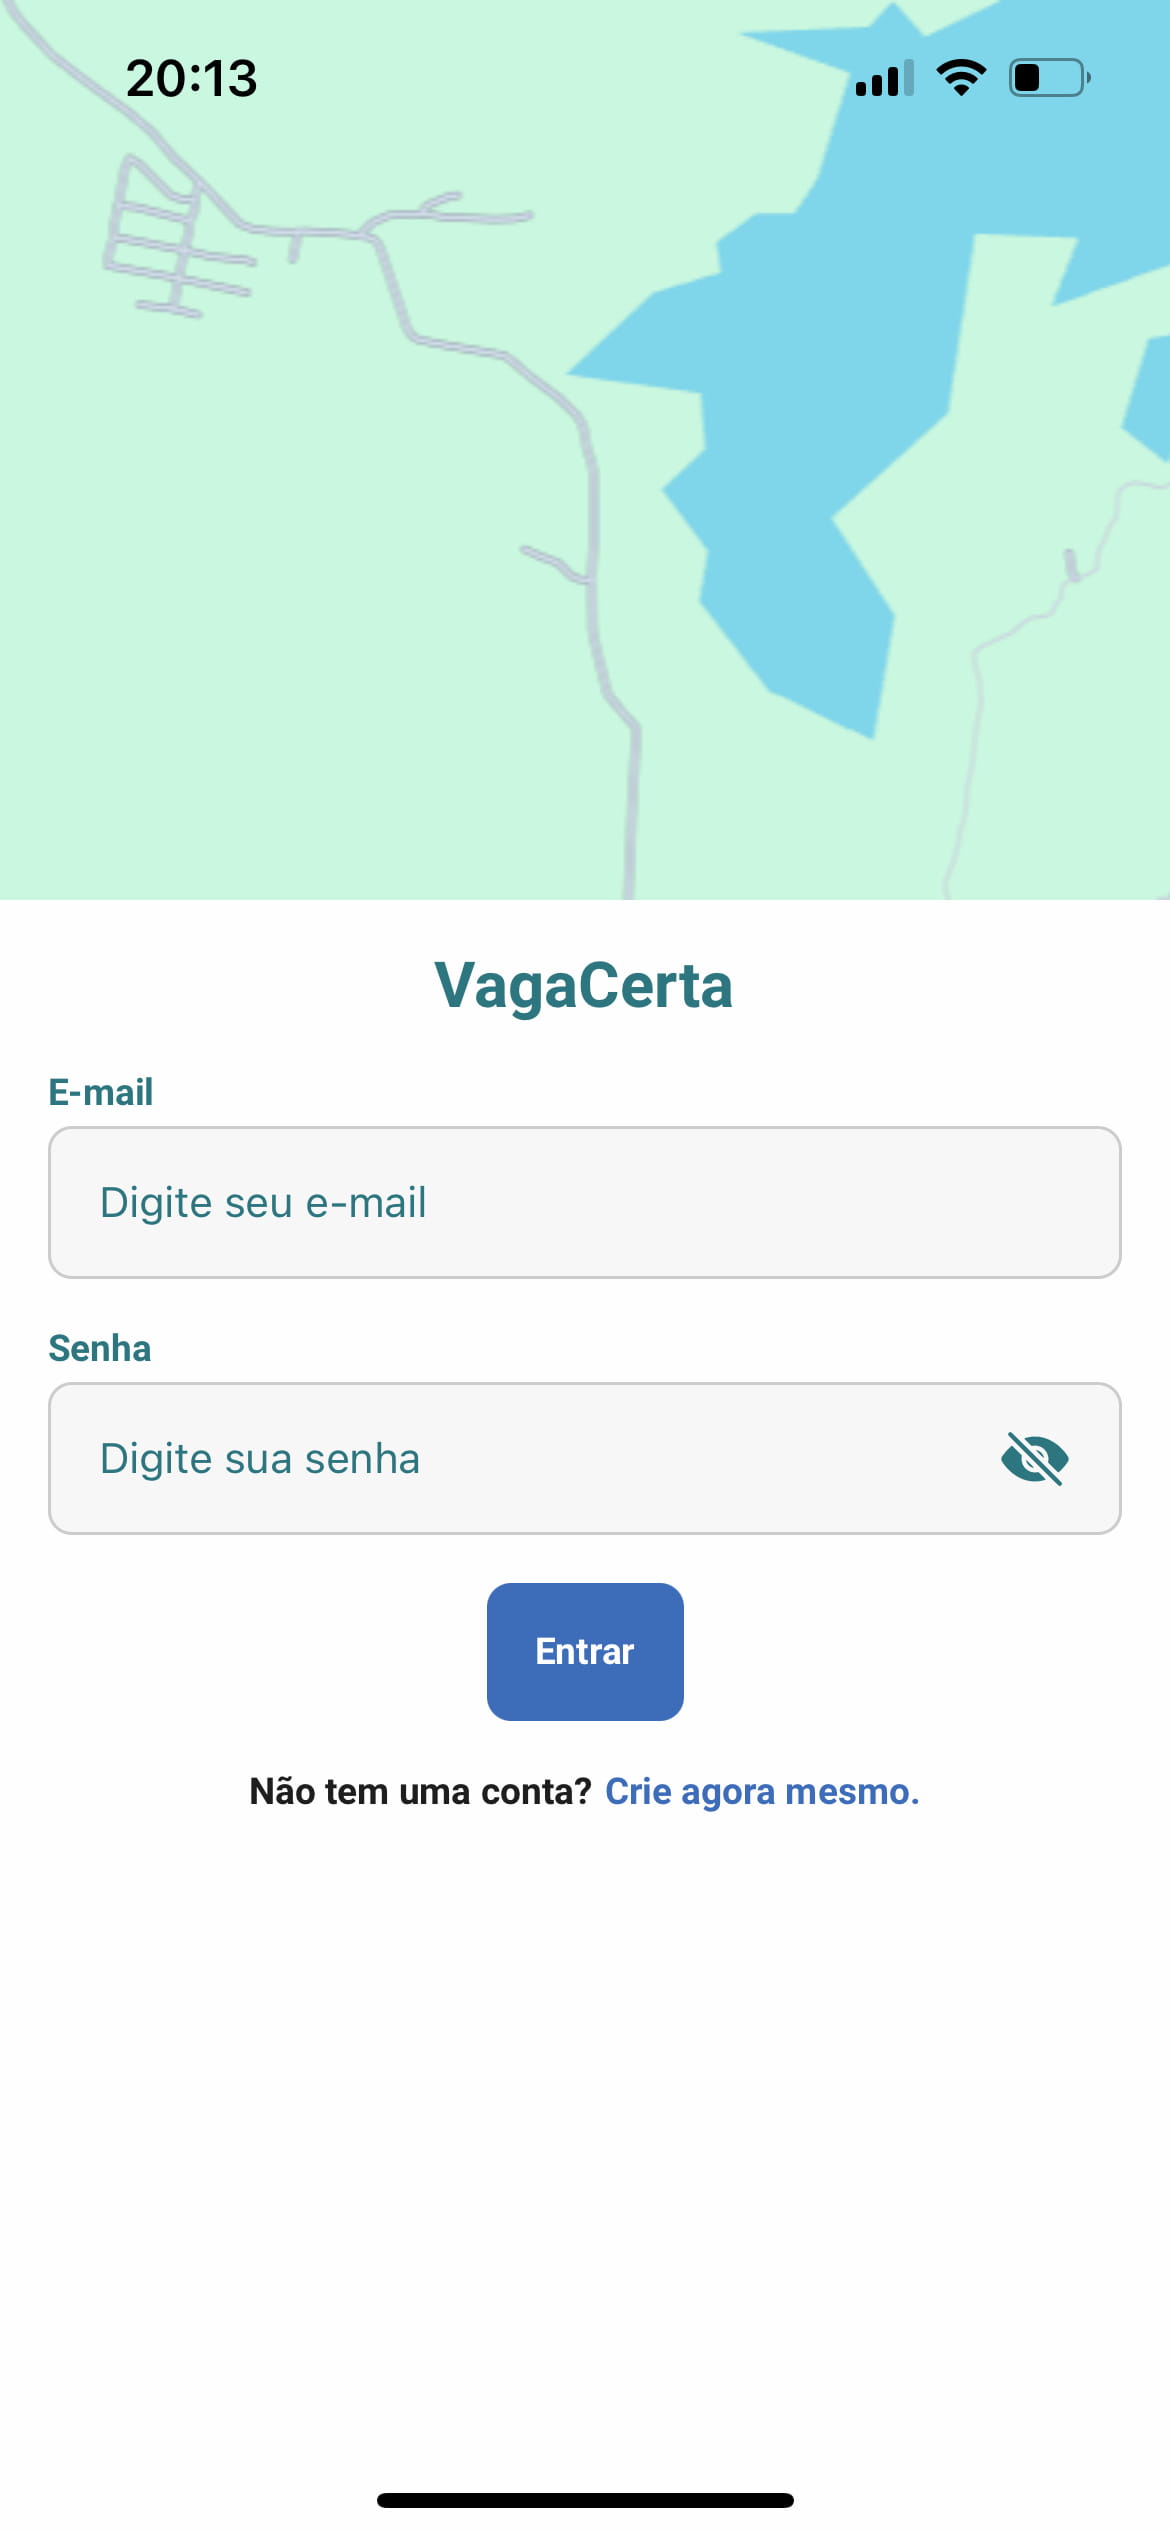 20:13
VagaCerta
E-mail
Digite seu e-mail
Senha
Digite sua senha
Entrar
Não tem uma conta? Crie agora mesmo.